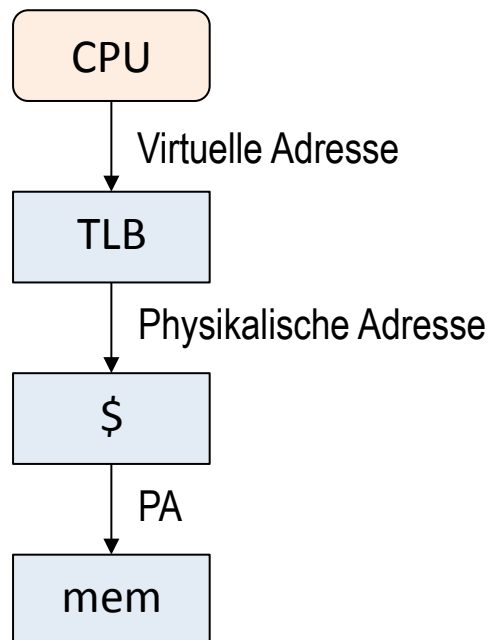 CPU
Virtuelle Adresse
TLB
Physikalische Adresse
$
PA
mem